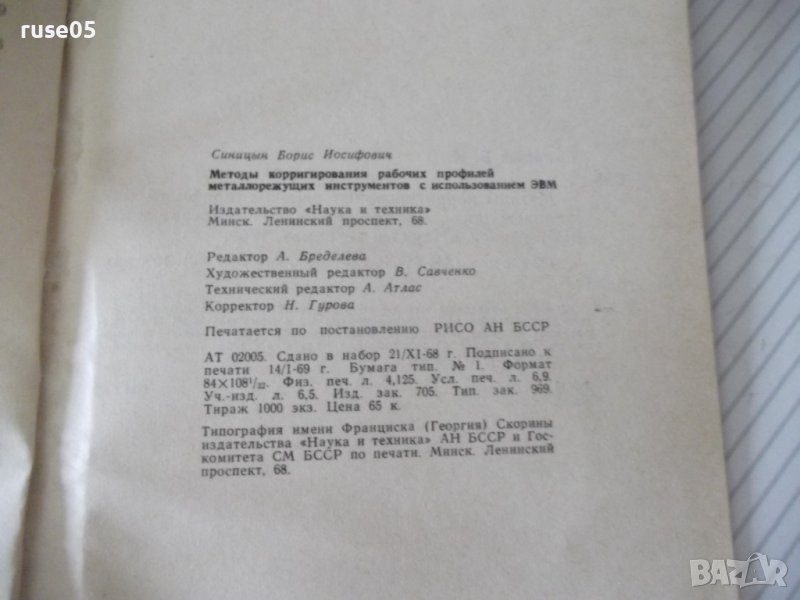 ruse05
Синицын Борис Иосифович
Методы корригирования рабочих профилей
металлорежущих инструментов с использованием ЭВМ
Издательство «Наука и техника»
Минск. Ленинский проспект, 68.
Редактор А. Бределева
Художественный редактор В. Савченко
Технический редактор А. Атлас
Корректор Н. Гурова
Печатается по постановлению РИСО АН БССР
АТ 02005. Сдано в набор 21/XI-68 г. Подписано к
печати 14/I-69 г. Бумага тип. № 1. Формат
84×108¹/₃₂. Физ. печ. л. 4,125. Усл. печ. л. 6,9.
Уч.-изд. л. 6,5. Изд. зак. 705. Тип. зак. 969.
Тираж 1000 экз. Цена 65 к.
Типография имени Франциска (Георгия) Скорины
издательства «Наука и техника» АН БССР и Гос-
комитета СМ БССР по печати. Минск. Ленинский
проспект, 68.
BAZAR
bg